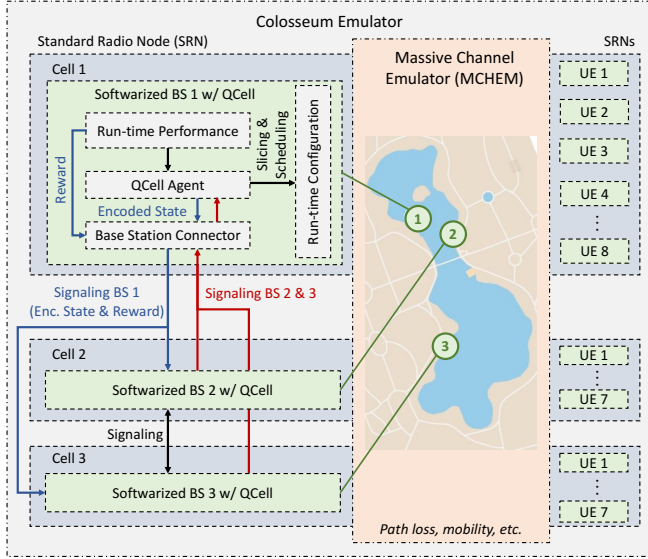 Colosseum Emulator
Standard Radio Node (SRN)
SRNs
Cell 1
Softwarized BS 1 w/ QCell
Run-time Performance
QCell Agent
Encoded State
Base Station Connector
Reward
Slicing &
Scheduling
Run-time Configuration
Massive Channel
Emulator (MCHEM)
1
2
3
UE 1
UE 2
UE 3
UE 4
UE 8
Signaling BS 1
(Enc. State & Reward)
Signaling BS 2 & 3
Cell 2
Softwarized BS 2 w/ QCell
UE 1
UE 7
Signaling
Cell 3
Softwarized BS 3 w/ QCell
UE 1
UE 7
Path loss, mobility, etc.